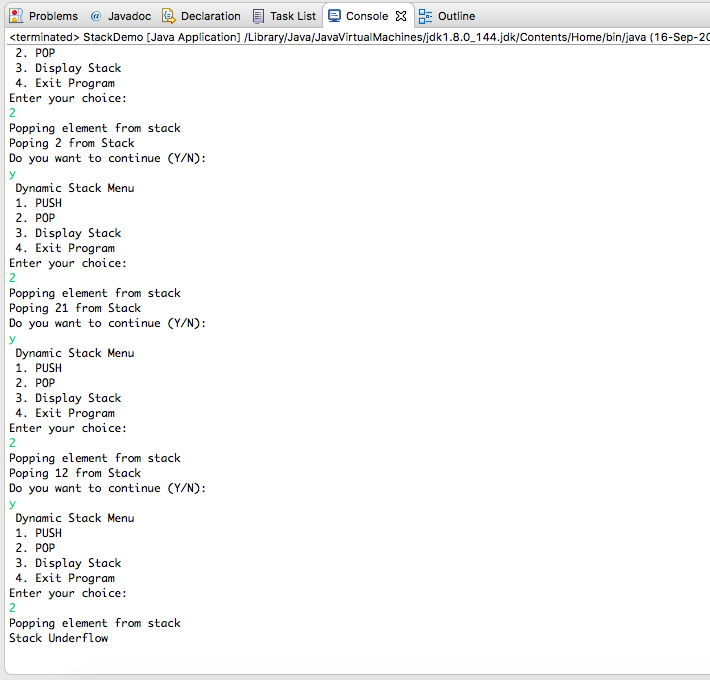 Problems @ Javadoc Declaration Task List Console Outline
<terminated> StackDemo [Java Application] /Library/Java/JavaVirtualMachines/jdk1.8.0_144.jdk/Contents/Home/bin/java (16-Sep-20
2. POP
3. Display Stack
4. Exit Program
Enter your choice:
2
Popping element from stack
Poping 2 from Stack
Do you want to continue (Y/N):
y
Dynamic Stack Menu
1. PUSH
2. POP
3. Display Stack
4. Exit Program
Enter your choice:
2
Popping element from stack
Poping 21 from Stack
Do you want to continue (Y/N):
y
Dynamic Stack Menu
1. PUSH
2. POP
3. Display Stack
4. Exit Program
Enter your choice:
2
Popping element from stack
Poping 12 from Stack
Do you want to continue (Y/N):
y
Dynamic Stack Menu
1. PUSH
2. POP
3. Display Stack
4. Exit Program
Enter your choice:
2
Popping element from stack
Stack Underflow